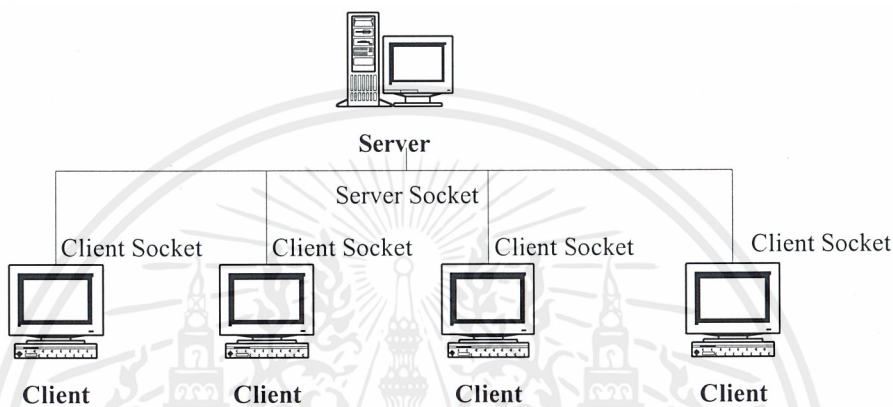 Server
Server Socket
Client Socket Client Socket Client Socket Client Socket
Client Client Client Client